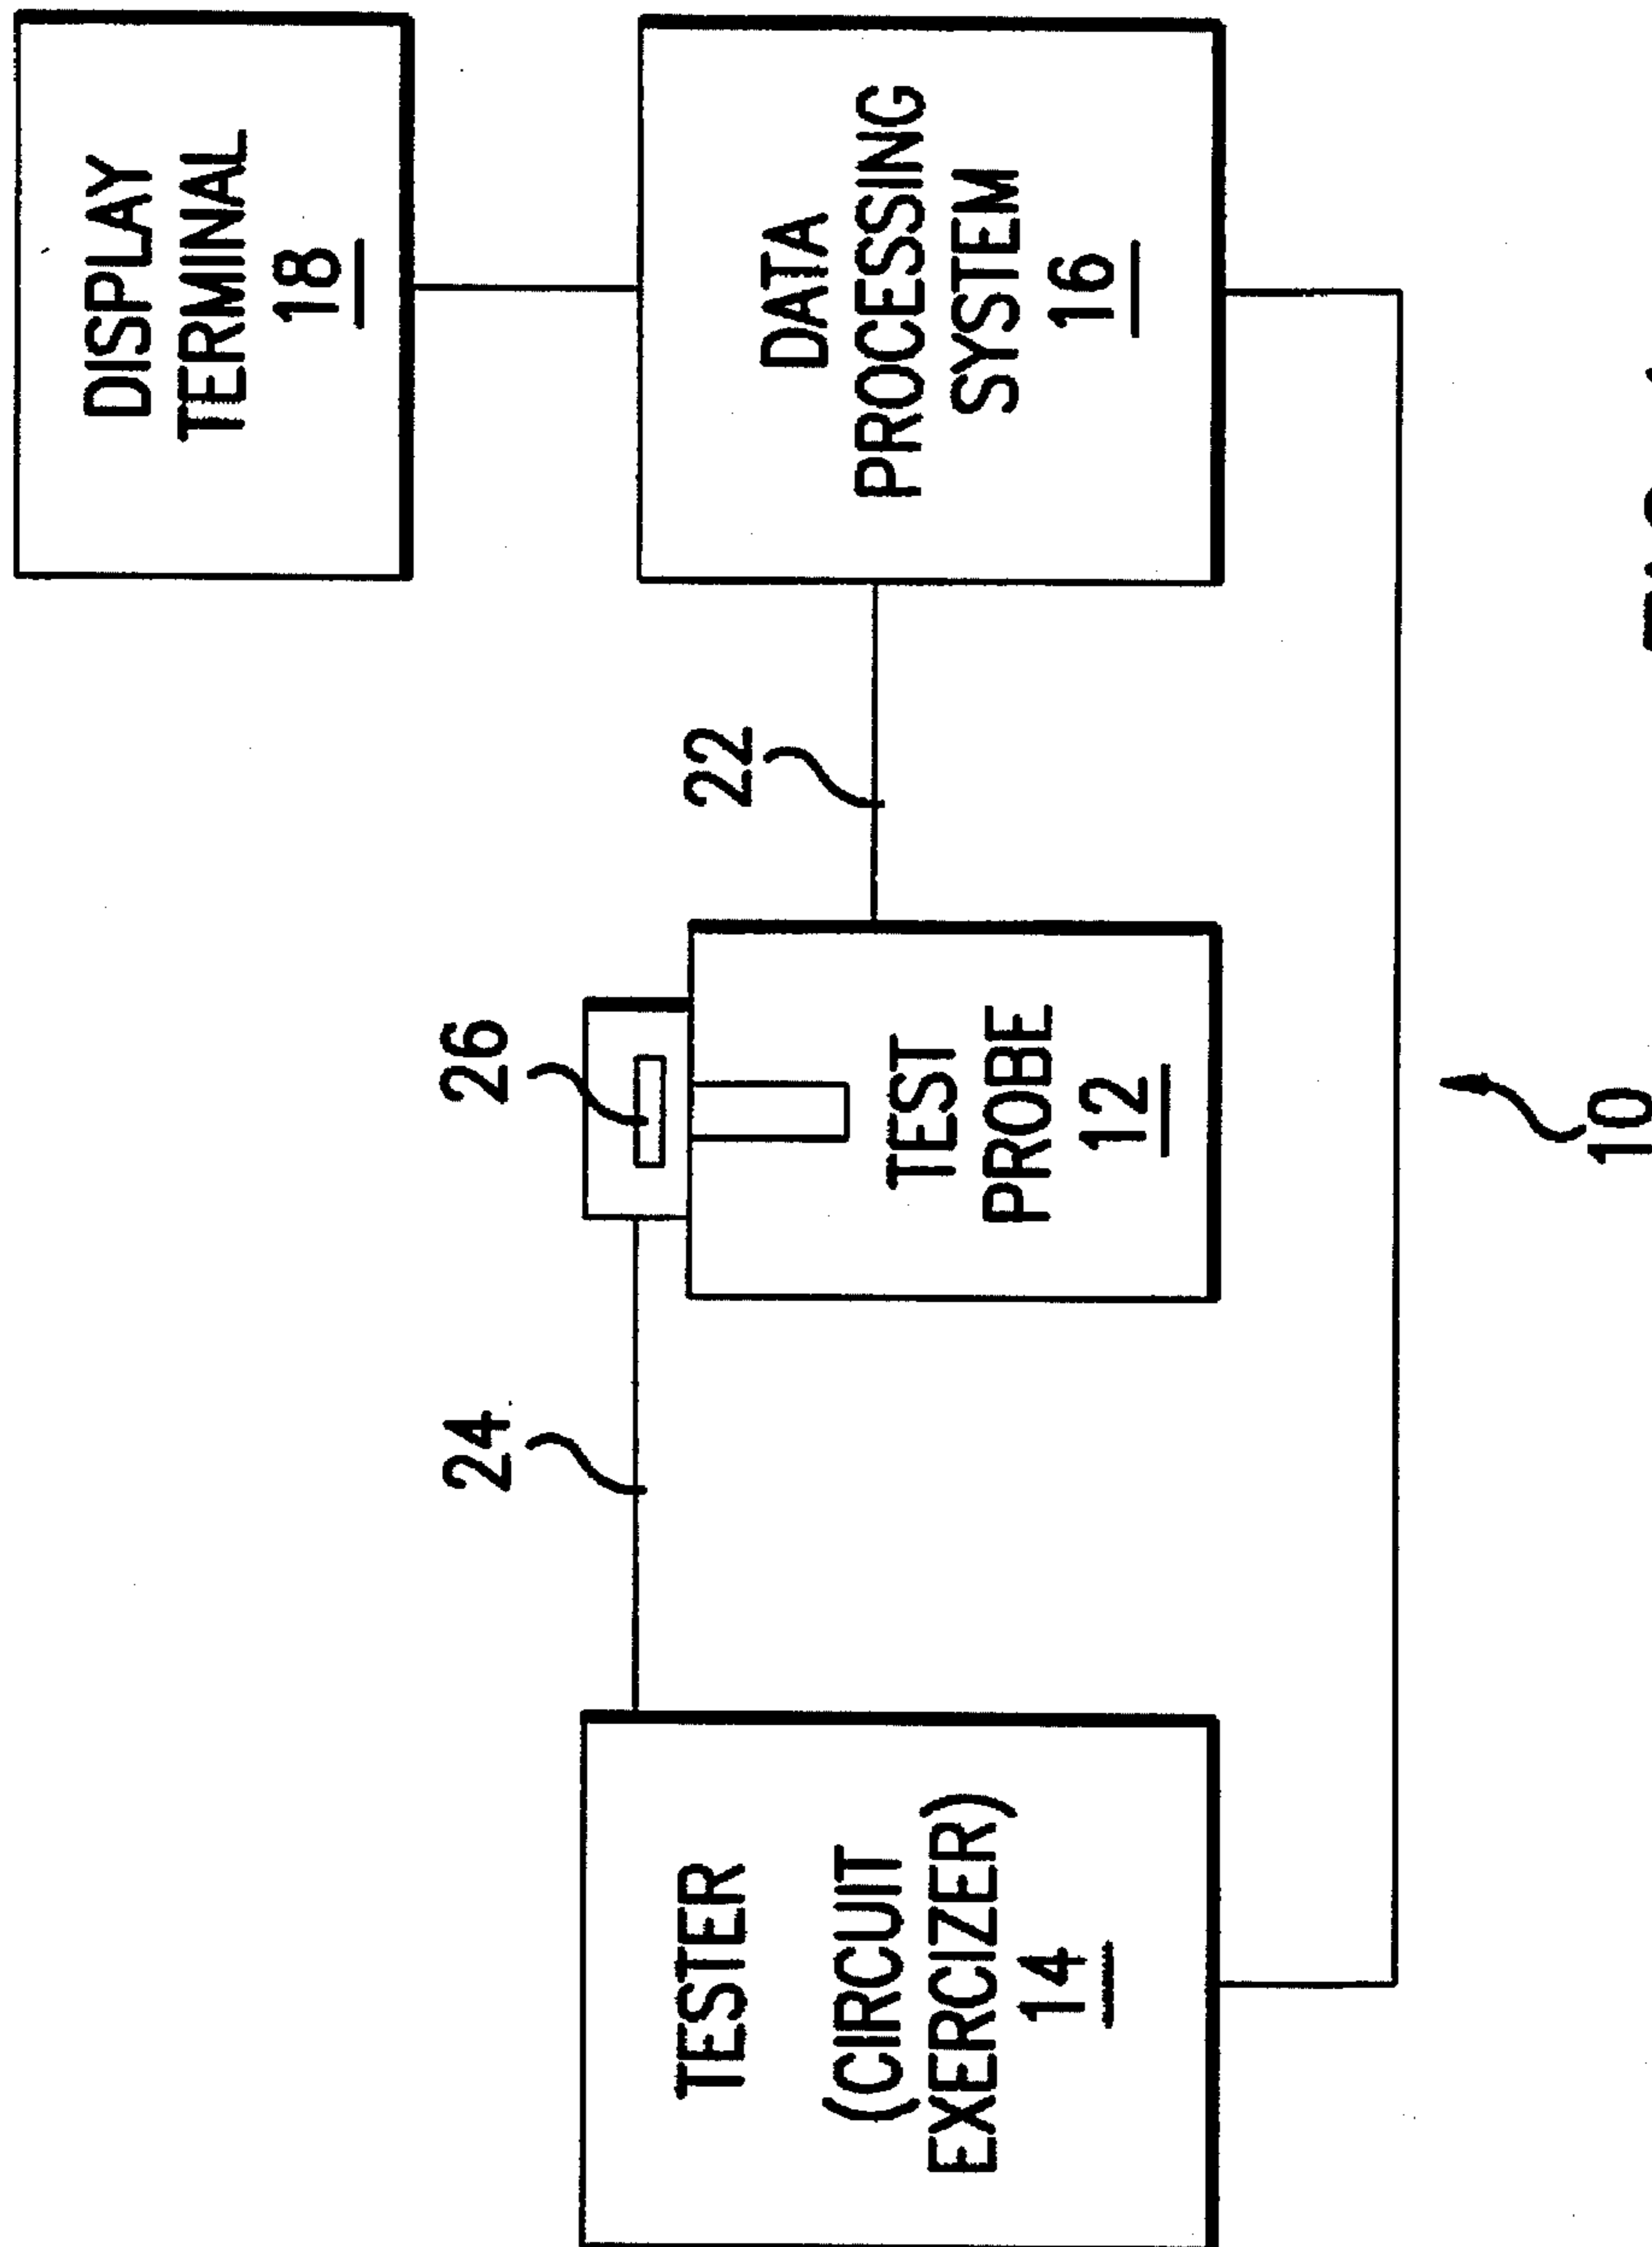 DISPLAY
TERMINAL
18
DATA
PROCESSING
SYSTEM
16
22
26
TEST
PROBE
12
24
TESTER
(CIRCUIT
EXERCIZER)
14
10